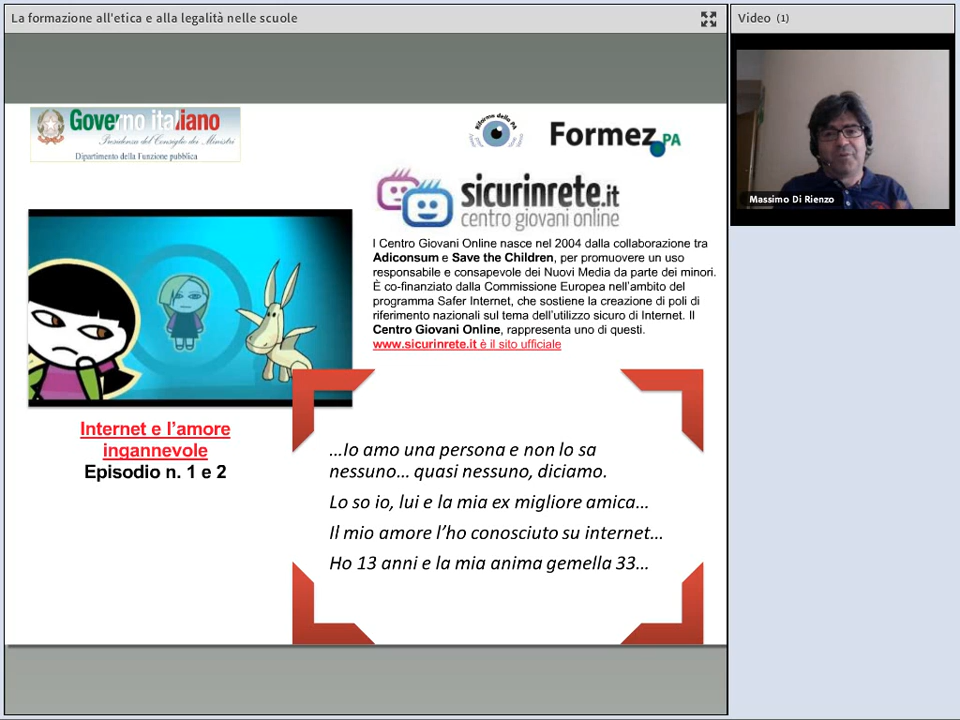 La formazione all'etica e alla legalità nelle scuole
Video (1)
Massimo Di Rienzo
Governo italiano
Presidenza del Consiglio dei Ministri
Dipartimento della Funzione pubblica
Riforma della PA
Formez PA
sicurinrete.it
centro giovani online
I Centro Giovani Online nasce nel 2004 dalla collaborazione tra
Adiconsum e Save the Children, per promuovere un uso
responsabile e consapevole dei Nuovi Media da parte dei minori.
È co-finanziato dalla Commissione Europea nell'ambito del
programma Safer Internet, che sostiene la creazione di poli di
riferimento nazionali sul tema dell'utilizzo sicuro di Internet. Il
Centro Giovani Online, rappresenta uno di questi.
www.sicurinrete.it è il sito ufficiale
Internet e l'amore
ingannevole
Episodio n. 1 e 2
…Io amo una persona e non lo sa
nessuno… quasi nessuno, diciamo.
Lo so io, lui e la mia ex migliore amica…
Il mio amore l'ho conosciuto su internet…
Ho 13 anni e la mia anima gemella 33…